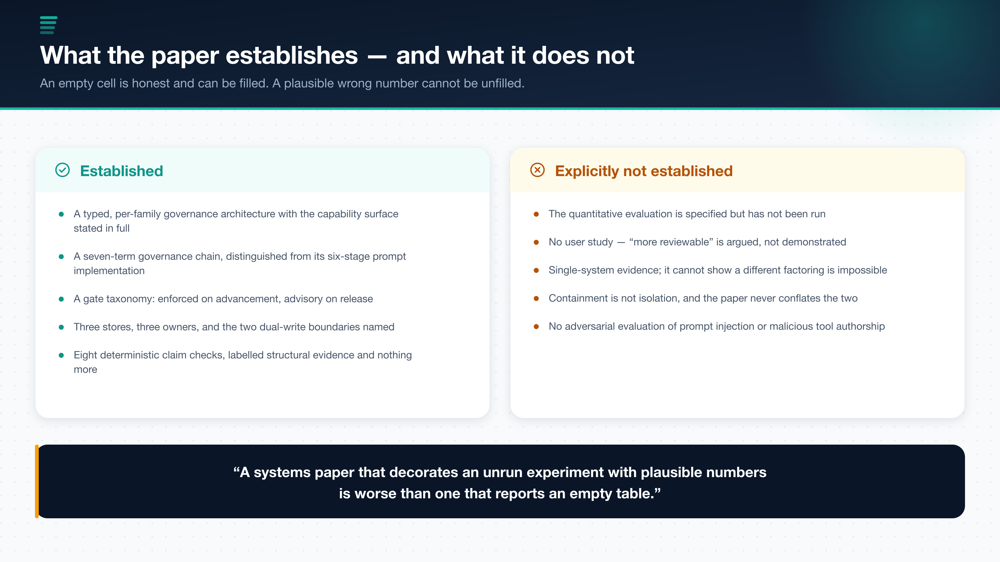 What the paper establishes — and what it does not
An empty cell is honest and can be filled. A plausible wrong number cannot be unfilled.
Established
A typed, per-family governance architecture with the capability surface
stated in full
A seven-term governance chain, distinguished from its six-stage prompt
implementation
A gate taxonomy: enforced on advancement, advisory on release
Three stores, three owners, and the two dual-write boundaries named
Eight deterministic claim checks, labelled structural evidence and nothing
more
Explicitly not established
The quantitative evaluation is specified but has not been run
No user study — “more reviewable” is argued, not demonstrated
Single-system evidence; it cannot show a different factoring is impossible
Containment is not isolation, and the paper never conflates the two
No adversarial evaluation of prompt injection or malicious tool authorship
“A systems paper that decorates an unrun experiment with plausible numbers
is worse than one that reports an empty table.”